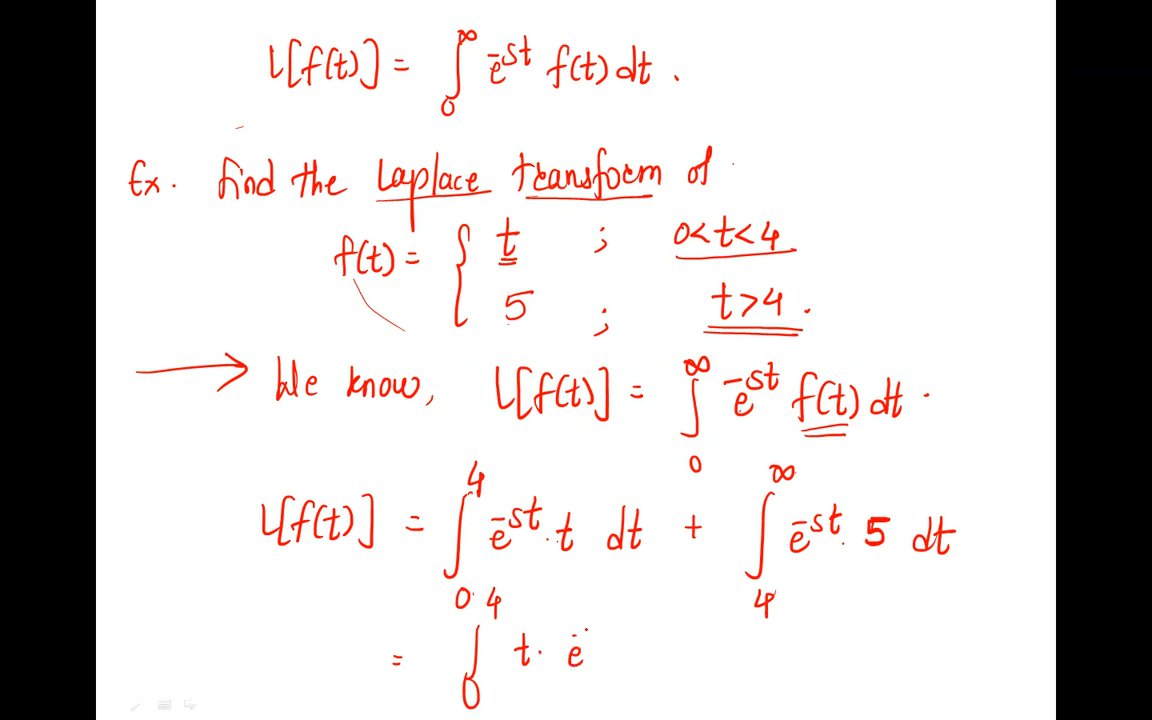 L[f(t)] = ∫₀^∞ e^-st f(t) dt .
Ex. find the Laplace transform of
f(t) = { t ; 0<t<4
5 ; t>4 .
We know, L[f(t)] = ∫₀^∞ e^-st f(t) dt .
L[f(t)] = ∫₀^4 e^-st . t dt + ∫₄^∞ e^-st . 5 dt
= ∫₀^4 t . e^-